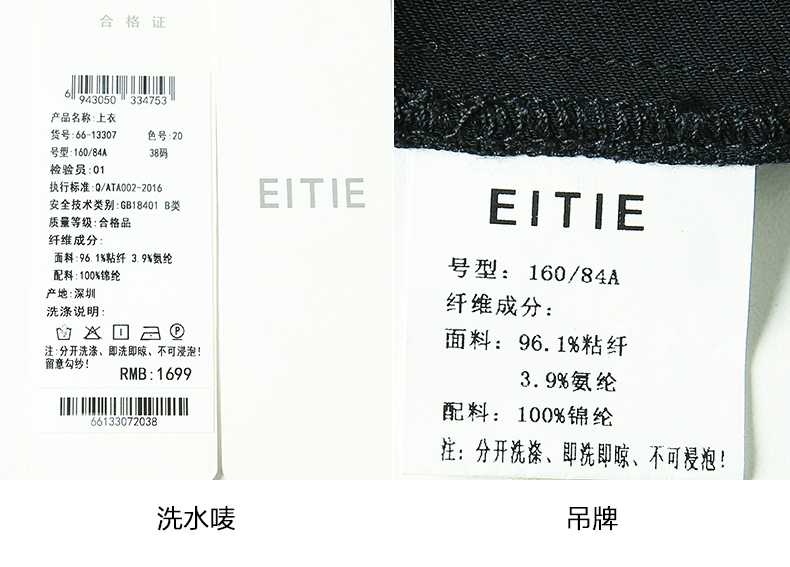 合格证
6 943050 334753
产品名称:上衣
货号:66-13307 色号:20
号型:160/84A 38码
检验员:01
执行标准:Q/ATA002-2016
安全技术类别:GB18401 B类
质量等级:合格品
纤维成分:
面料:96.1%粘纤 3.9%氨纶
配料:100%锦纶
产地:深圳
洗涤说明:
注:分开洗涤、即洗即晾、不可浸泡!
留意勾纱!
RMB:1699
66133072038
EITIE
EITIE
号型: 160/84A
纤维成分:
面料: 96.1%粘纤
3.9%氨纶
配料: 100%锦纶
注: 分开洗涤、即洗即晾、不可浸泡!
洗水唛
吊牌